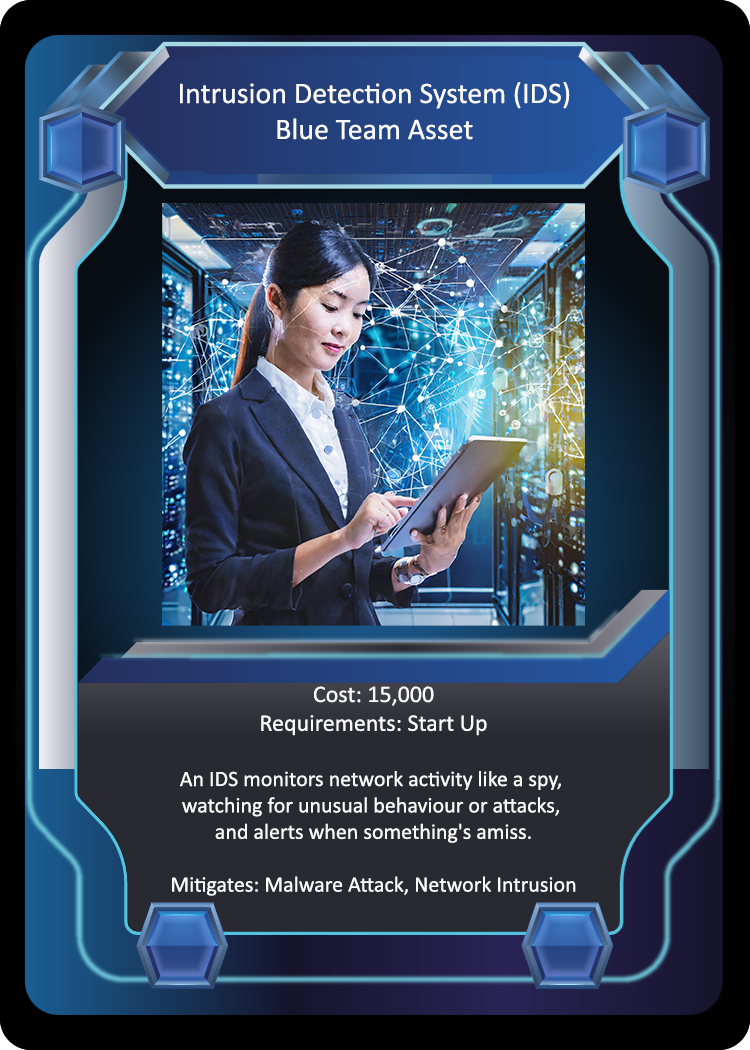 Intrusion Detection System (IDS)
Blue Team Asset
Cost: 15,000
Requirements: Start Up
An IDS monitors network activity like a spy,
watching for unusual behaviour or attacks,
and alerts when something's amiss.
Mitigates: Malware Attack, Network Intrusion